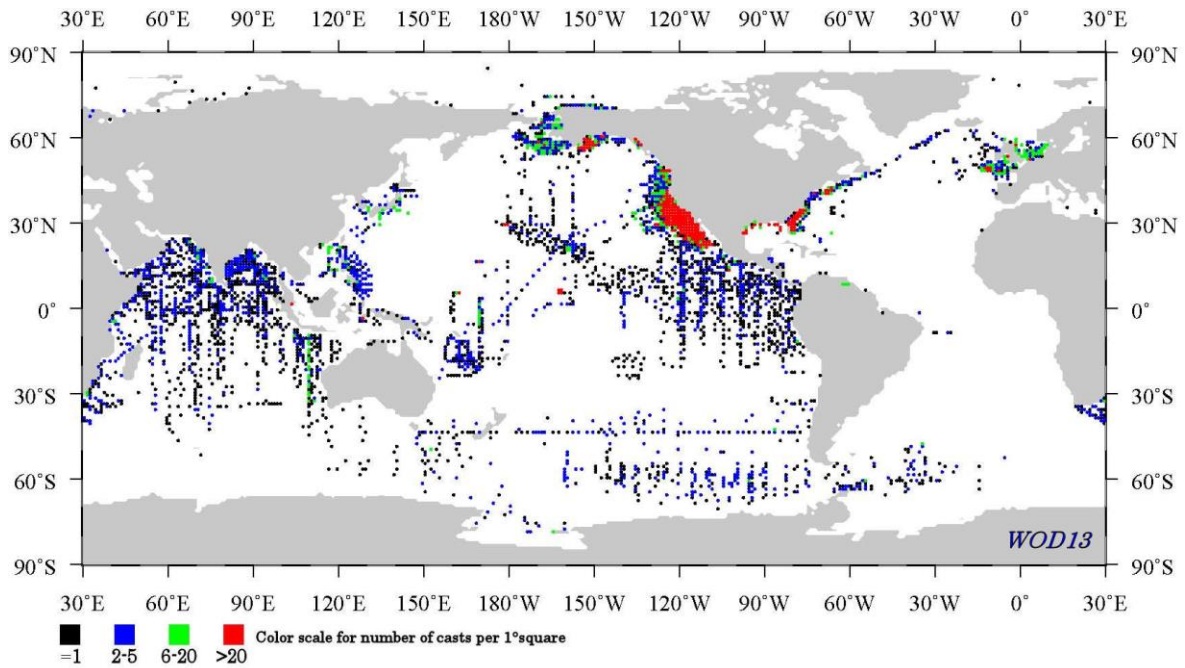 30°E 60°E 90°E 120°E 150°E 180°W 150°W 120°W 90°W 60°W 30°W 0° 30°E
90°N 90°N
60°N 60°N
30°N 30°N
0° 0°
30°S 30°S
60°S 60°S
WOD13
90°S 90°S
30°E 60°E 90°E 120°E 150°E 180°W 150°W 120°W 90°W 60°W 30°W 0° 30°E
Color scale for number of casts per 1°square
=1 2-5 6-20 >20